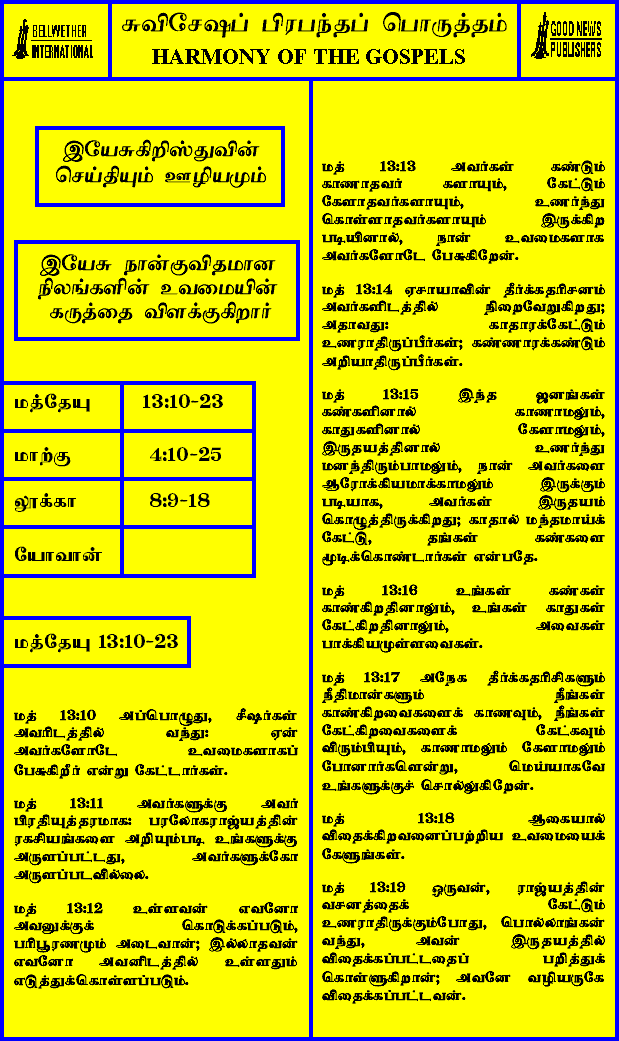 BELLWETHER
INTERNATIONAL
சுவிசேஷப் பிரபந்தப் பொருத்தம்
HARMONY OF THE GOSPELS
GOOD NEWS
PUBLISHERS
இயேசுகிறிஸ்துவின்
செய்தியும் ஊழியமும்
இயேசு நான்குவிதமான
நிலங்களின் உவமையின்
கருத்தை விளக்குகிறார்
மத்தேயு 13:10-23
மாற்கு 4:10-25
லூக்கா 8:9-18
யோவான்
மத்தேயு 13:10-23
மத் 13:10 அப்பொழுது, சீஷர்கள்
அவரிடத்தில் வந்து: ஏன்
அவர்களோடே உவமைகளாகப்
பேசுகிறீர் என்று கேட்டார்கள்.
மத் 13:11 அவர்களுக்கு அவர்
பிரதியுத்தரமாக: பரலோகராஜ்யத்தின்
ரகசியங்களை அறியும்படி உங்களுக்கு
அருளப்பட்டது, அவர்களுக்கோ
அருளப்படவில்லை.
மத் 13:12 உள்ளவன் எவனோ
அவனுக்குக் கொடுக்கப்படும்,
பரிபூரணமும் அடைவான்; இல்லாதவன்
எவனோ அவனிடத்தில் உள்ளதும்
எடுத்துக்கொள்ளப்படும்.
மத் 13:13 அவர்கள் கண்டும்
காணாதவர் களாயும், கேட்டும்
கேளாதவர்களாயும், உணர்ந்து
கொள்ளாதவர்களாயும் இருக்கிற
படியினால், நான் உவமைகளாக
அவர்களோடே பேசுகிறேன்.
மத் 13:14 ஏசாயாவின் தீர்க்கதரிசனம்
அவர்களிடத்தில் நிறைவேறுகிறது;
அதாவது: காதாரக்கேட்டும்
உணராதிருப்பீர்கள்; கண்ணாரக்கண்டும்
அறியாதிருப்பீர்கள்.
மத் 13:15 இந்த ஜனங்கள்
கண்களினால் காணாமலும்,
காதுகளினால் கேளாமலும்,
இருதயத்தினால் உணர்ந்து
மனந்திரும்பாமலும், நான் அவர்களை
ஆரோக்கியமாக்காமலும் இருக்கும்
படியாக, அவர்கள் இருதயம்
கொழுத்திருக்கிறது; காதால் மந்தமாய்க்
கேட்டு, தங்கள் கண்களை
மூடிக்கொண்டார்கள் என்பதே.
மத் 13:16 உங்கள் கண்கள்
காண்கிறதினாலும், உங்கள் காதுகள்
கேட்கிறதினாலும், அவைகள்
பாக்கியமுள்ளவைகள்.
மத் 13:17 அநேக தீர்க்கதரிசிகளும்
நீதிமான்களும் நீங்கள்
காண்கிறவைகளைக் காணவும், நீங்கள்
கேட்கிறவைகளைக் கேட்கவும்
விரும்பியும், காணாமலும் கேளாமலும்
போனார்களென்று, மெய்யாகவே
உங்களுக்குச் சொல்லுகிறேன்.
மத் 13:18 ஆகையால்
விதைக்கிறவனைப்பற்றிய உவமையைக்
கேளுங்கள்.
மத் 13:19 ஒருவன், ராஜ்யத்தின்
வசனத்தைக் கேட்டும்
உணராதிருக்கும்போது, பொல்லாங்கன்
வந்து, அவன் இருதயத்தில்
விதைக்கப்பட்டதைப் பறித்துக்
கொள்ளுகிறான்; அவனே வழியருகே
விதைக்கப்பட்டவன்.